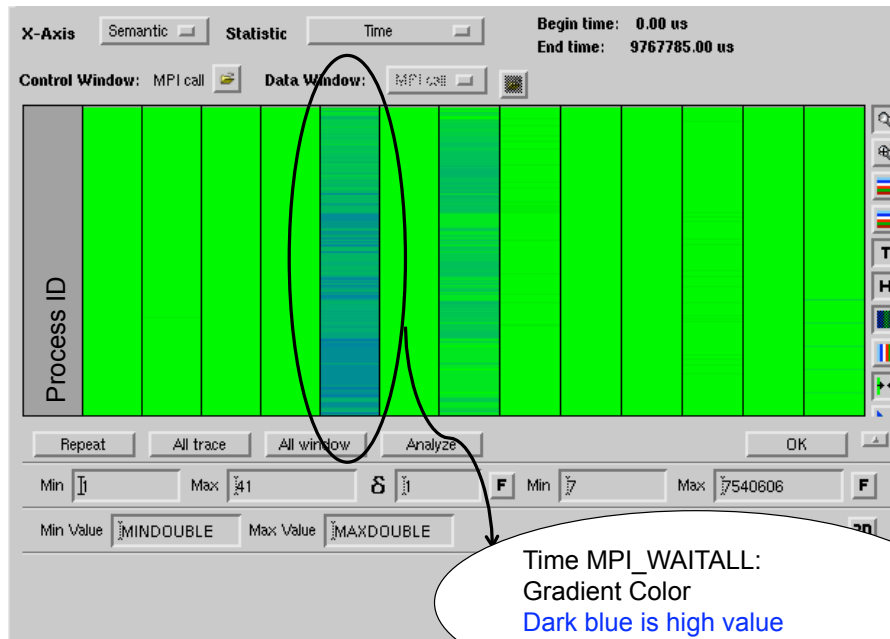 X-Axis Semantic Statistic Time Begin time: 0.00 us
End time: 9767785.00 us
Control Window: MPI call Data Window: MPI call
Process ID
T
H
Repeat All trace All window Analyze OK
Min 1 Max 41 δ 1 F Min 7 Max 7540606 F
Min Value MINDOUBLE Max Value MAXDOUBLE
Time MPI_WAITALL:
Gradient Color
Dark blue is high value